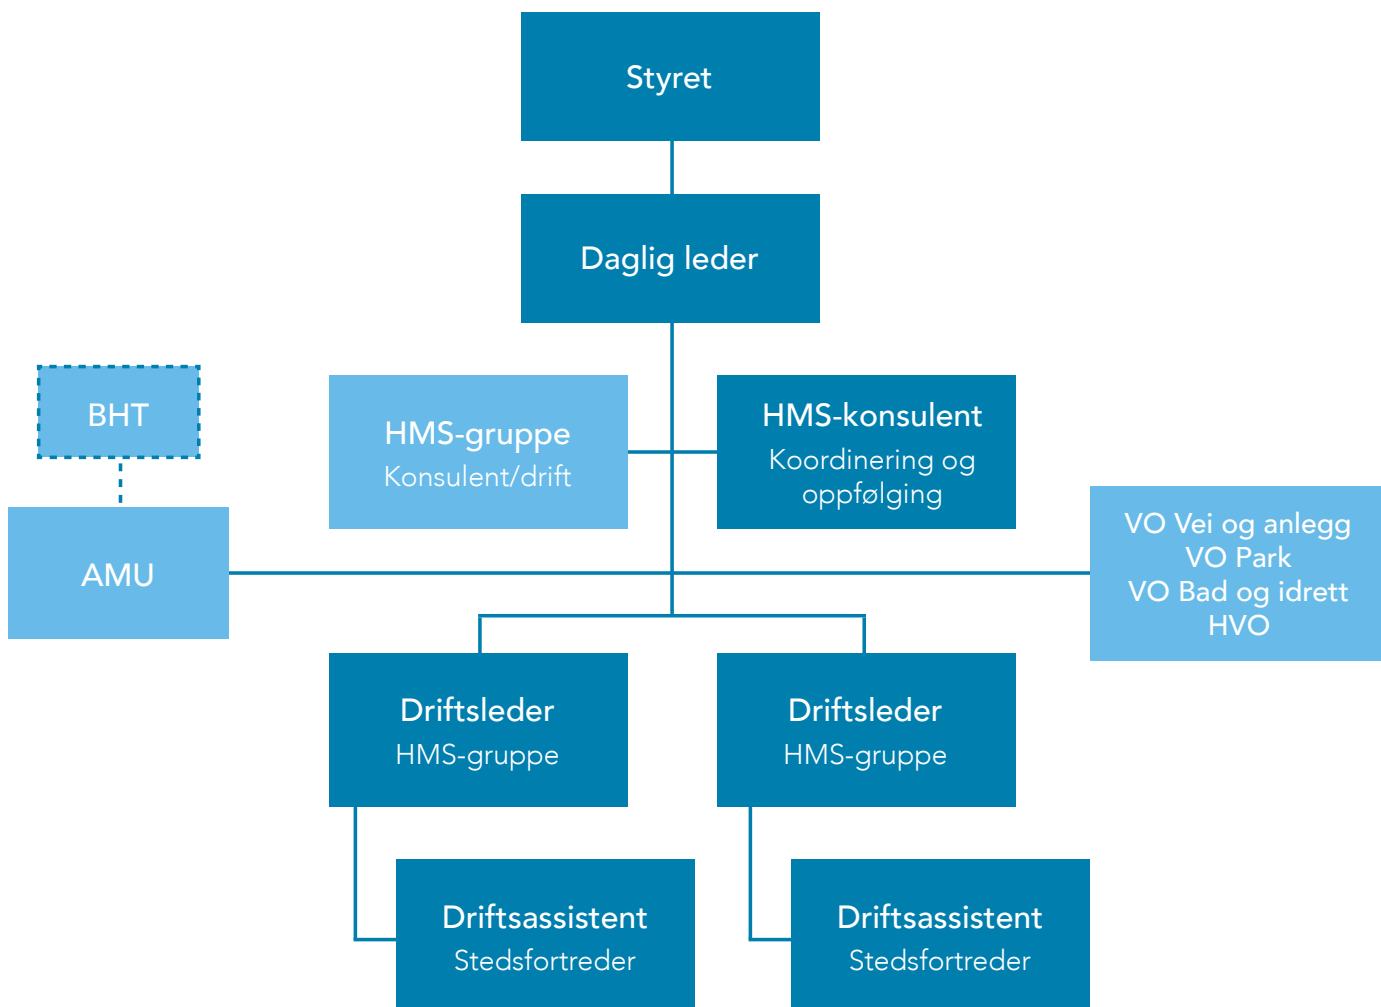 Styret
Daglig leder
BHT
HMS-gruppe
Konsulent/drift
HMS-konsulent
Koordinering og
oppfølging
AMU
VO Vei og anlegg
VO Park
VO Bad og idrett
HVO
Driftsleder
HMS-gruppe
Driftsleder
HMS-gruppe
Driftsassistent
Stedsfortreder
Driftsassistent
Stedsfortreder